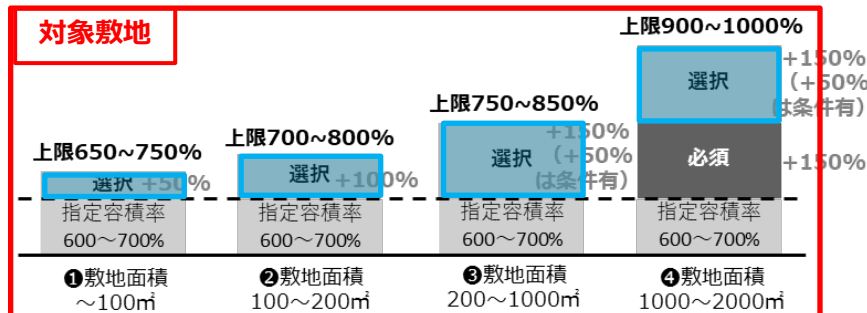 対象敷地
上限650~750%
選択
+50%
指定容積率
600～700%
❶敷地面積
～100㎡
上限700~800%
選択
+100%
指定容積率
600～700%
❷敷地面積
100～200㎡
上限750~850%
選択
+150%
（+50%
は条件有）
指定容積率
600～700%
❸敷地面積
200～1000㎡
上限900~1000%
選択
+150%
（+50%
は条件有）
必須
+150%
指定容積率
600～700%
❹敷地面積
1000～2000㎡